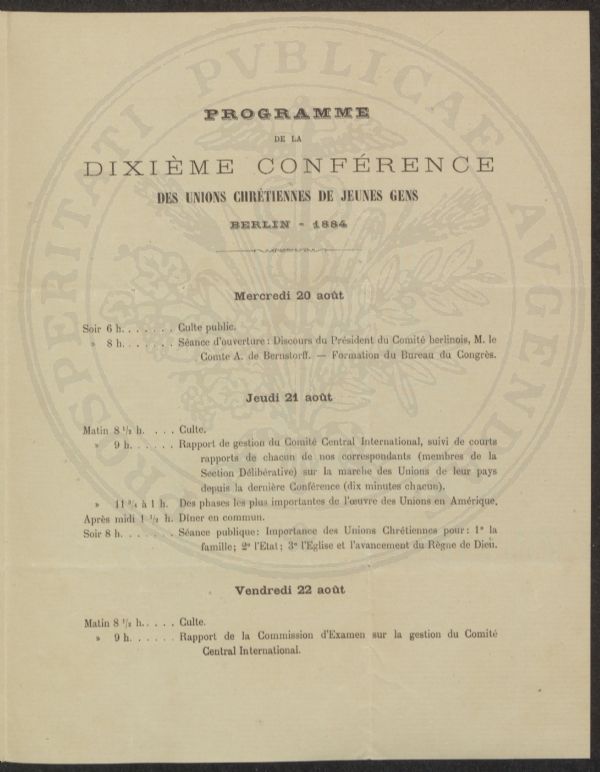 PROGRAMME
DE LA
DIXIÈME CONFÉRENCE
DES UNIONS CHRÉTIENNES DE JEUNES GENS
BERLIN - 1884
Mercredi 20 août
Soir 6 h. . . . . . . Culte public.
» 8 h. . . . . . . Séance d'ouverture : Discours du Président du Comité berlinois, M. le
Comte A. de Bernstorff. — Formation du Bureau du Congrès.
Jeudi 21 août
Matin 8 1/2 h. . . . . Culte.
» 9 h. . . . . . Rapport de gestion du Comité Central International, suivi de courts
rapports de chacun de nos correspondants (membres de la
Section Délibérative) sur la marche des Unions de leur pays
depuis la dernière Conférence (dix minutes chacun).
» 11 3/4 à 1 h. Des phases les plus importantes de l'œuvre des Unions en Amérique.
Après midi 1 1/2 h. Dîner en commun.
Soir 8 h. . . . . . . Séance publique : Importance des Unions Chrétiennes pour : 1° la
famille ; 2° l'Etat ; 3° l'Eglise et l'avancement du Règne de Dieu.
Vendredi 22 août
Matin 8 1/2 h. . . . . Culte.
» 9 h. . . . . . Rapport de la Commission d'Examen sur la gestion du Comité
Central International.
PROSPERITATI PVBLICAE AVGENDAE